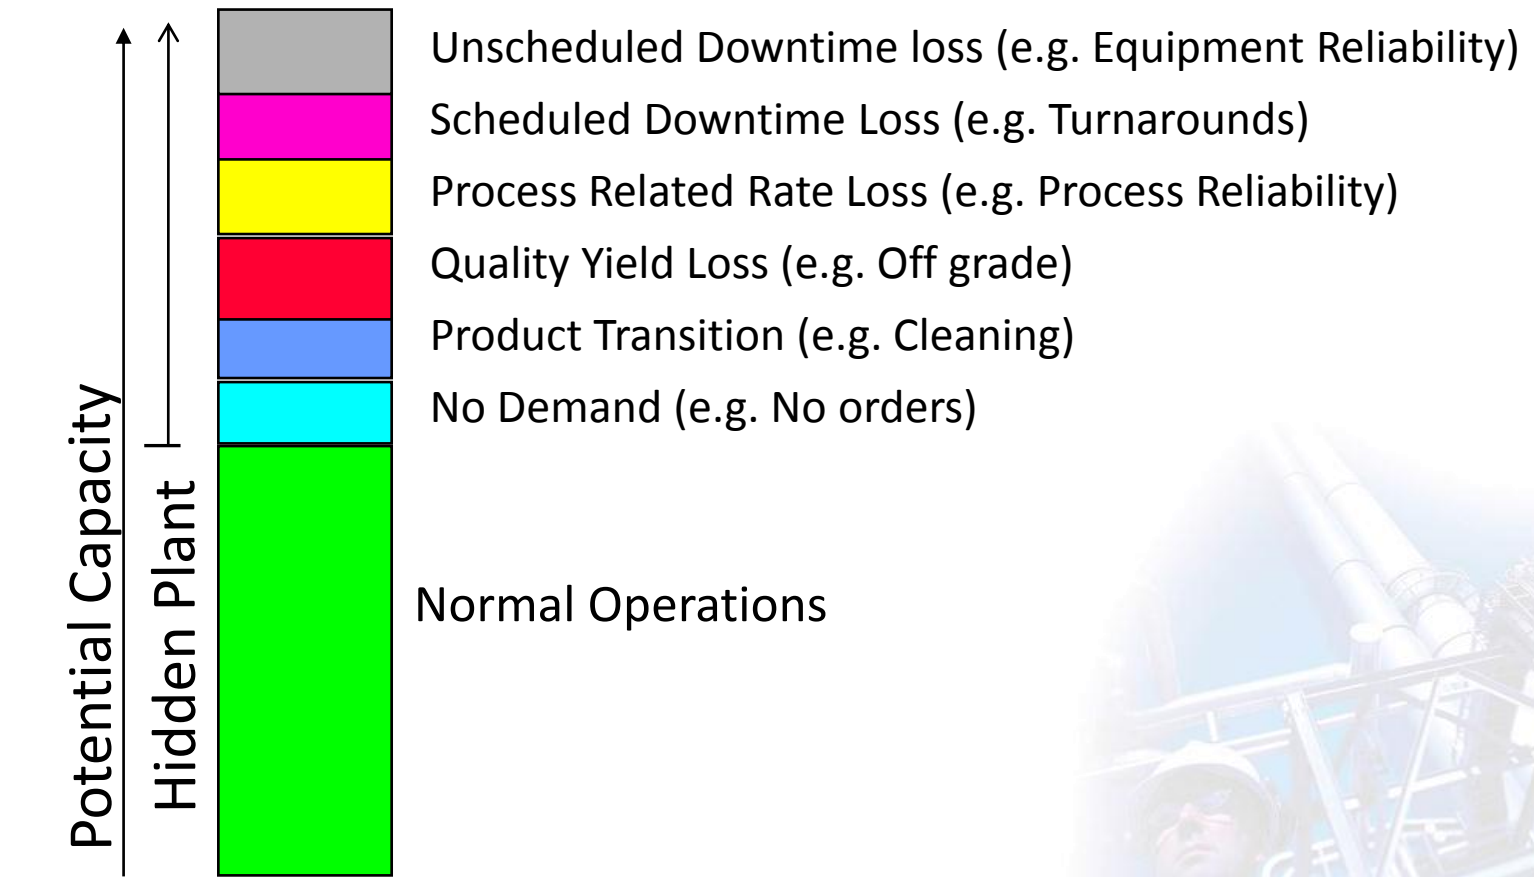 Unscheduled Downtime loss (e.g. Equipment Reliability)
Scheduled Downtime Loss (e.g. Turnarounds)
Process Related Rate Loss (e.g. Process Reliability)
Quality Yield Loss (e.g. Off grade)
Product Transition (e.g. Cleaning)
No Demand (e.g. No orders)
Normal Operations
Potential Capacity
Hidden Plant